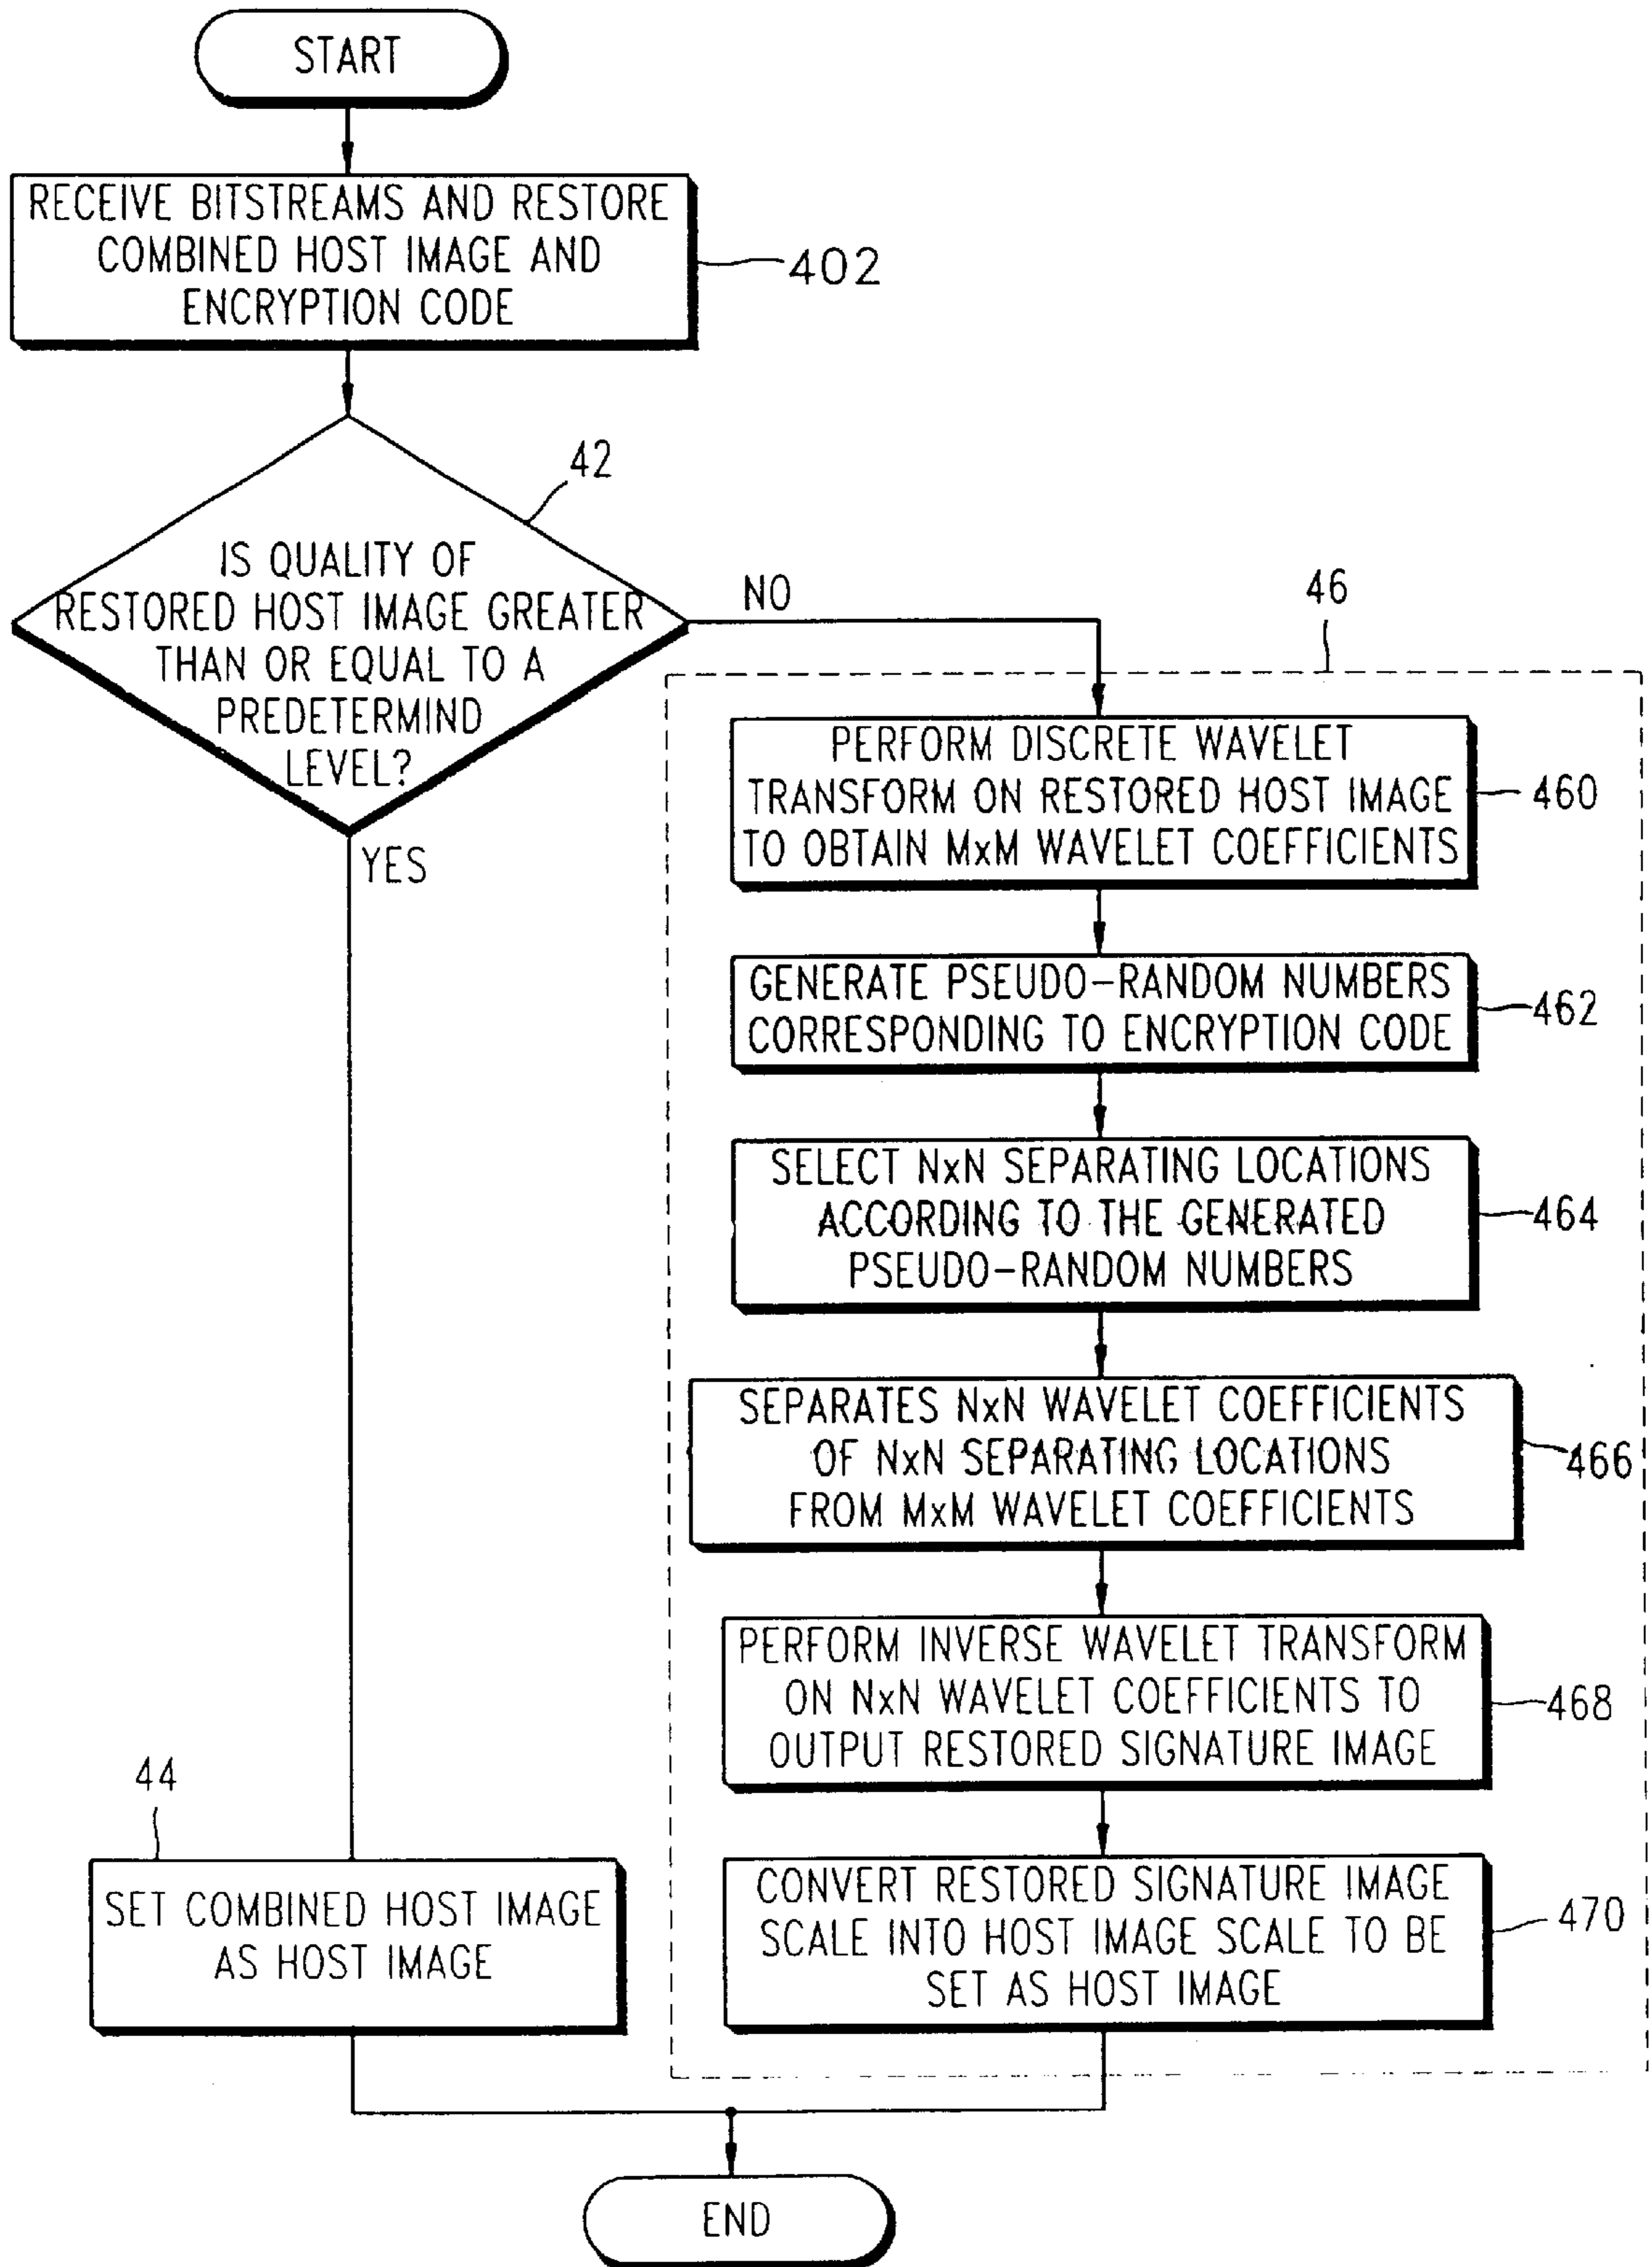 START
RECEIVE BITSTREAMS AND RESTORE
COMBINED HOST IMAGE AND
ENCRYPTION CODE
402
42
IS QUALITY OF
RESTORED HOST IMAGE GREATER
THAN OR EQUAL TO A
PREDETERMIND
LEVEL?
NO
YES
46
PERFORM DISCRETE WAVELET
TRANSFORM ON RESTORED HOST IMAGE
TO OBTAIN MxM WAVELET COEFFICIENTS
460
GENERATE PSEUDO-RANDOM NUMBERS
CORRESPONDING TO ENCRYPTION CODE
462
SELECT NxN SEPARATING LOCATIONS
ACCORDING TO THE GENERATED
PSEUDO-RANDOM NUMBERS
464
SEPARATES NxN WAVELET COEFFICIENTS
OF NxN SEPARATING LOCATIONS
FROM MxM WAVELET COEFFICIENTS
466
PERFORM INVERSE WAVELET TRANSFORM
ON NxN WAVELET COEFFICIENTS TO
OUTPUT RESTORED SIGNATURE IMAGE
468
44
SET COMBINED HOST IMAGE
AS HOST IMAGE
CONVERT RESTORED SIGNATURE IMAGE
SCALE INTO HOST IMAGE SCALE TO BE
SET AS HOST IMAGE
470
END